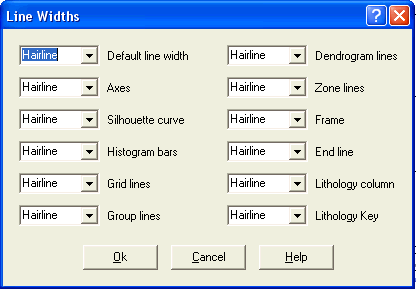 Line Widths
Hairline Default line width Hairline Dendrogram lines
Hairline Axes Hairline Zone lines
Hairline Silhouette curve Hairline Frame
Hairline Histogram bars Hairline End line
Hairline Grid lines Hairline Lithology column
Hairline Group lines Hairline Lithology Key
Ok Cancel Help